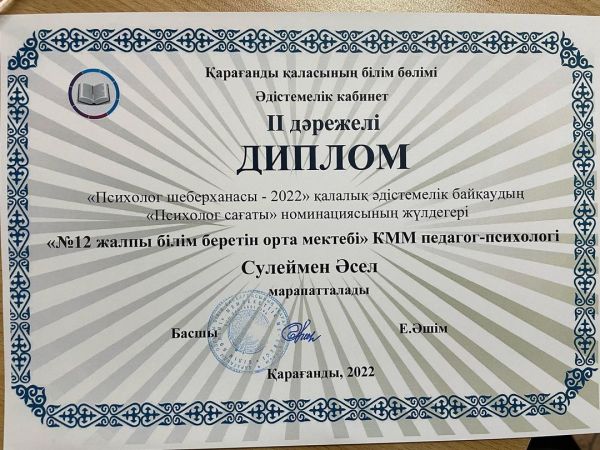 Қарағанды қаласының білім бөлімі
Әдістемелік кабинет
II дәрежелі
ДИПЛОМ
«Психолог шеберханасы - 2022» қалалық әдістемелік байқаудың
«Психолог сағаты» номинациясының жүлдегері
«№12 жалпы білім беретін орта мектебі» КММ педагог-психологі
Сулеймен Әсел
марапатталады
Басшы Е.Әшім
Қарағанды, 2022